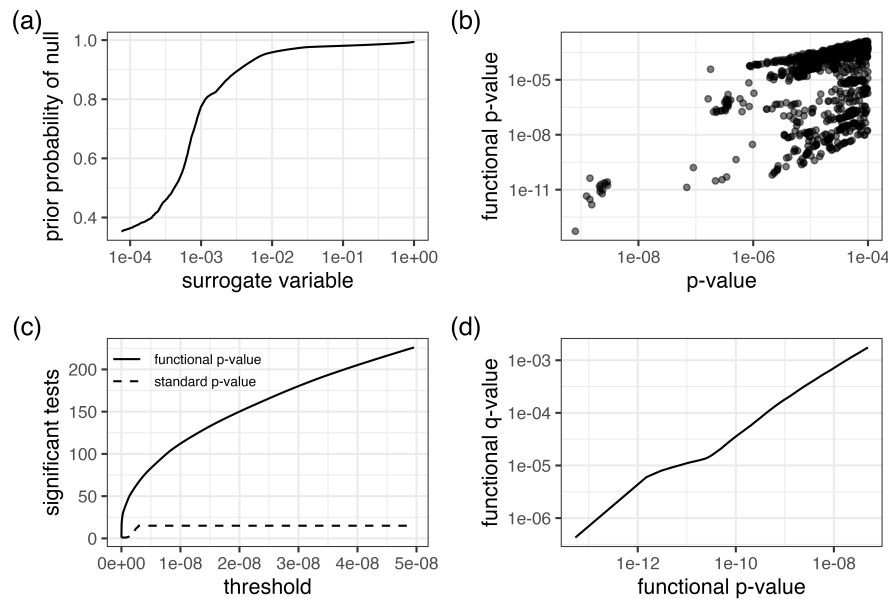 (a)
prior probability of null
1.0
0.8
0.6
0.4
1e-04
1e-03
1e-02
1e-01
1e+00
surrogate variable
(b)
functional p-value
1e-05
1e-08
1e-11
1e-08
1e-06
1e-04
p-value
(c)
significant tests
200
150
100
50
0
functional p-value
standard p-value
0e+00
1e-08
2e-08
3e-08
4e-08
5e-08
threshold
(d)
functional q-value
1e-03
1e-04
1e-05
1e-06
1e-12
1e-10
1e-08
functional p-value